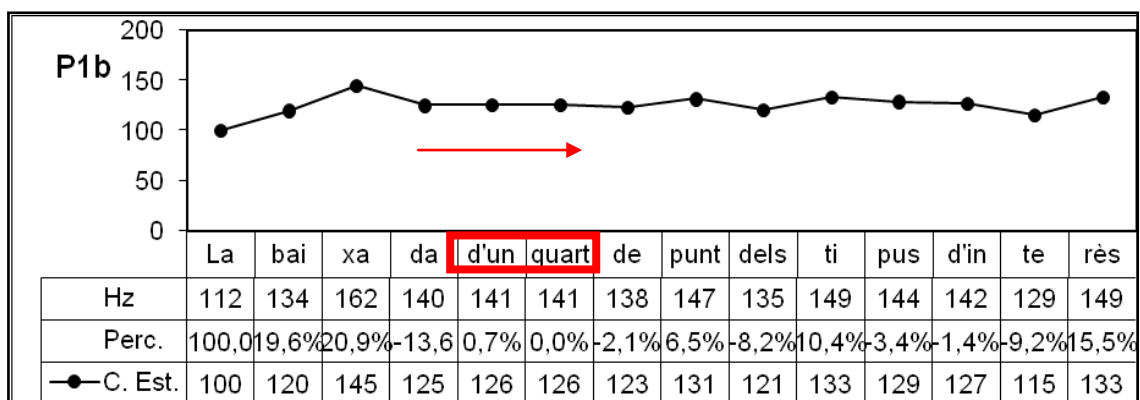 200
P1b
150
100
50
0
La bai xa da d'un quart de punt dels ti pus d'in te rès
Hz 112 134 162 140 141 141 138 147 135 149 144 142 129 149
Perc. 100,0 19,6% 20,9% -13,6 0,7% 0,0% -2,1% 6,5% -8,2% 10,4% -3,4% -1,4% -9,2% 15,5%
C. Est. 100 120 145 125 126 126 123 131 121 133 129 127 115 133